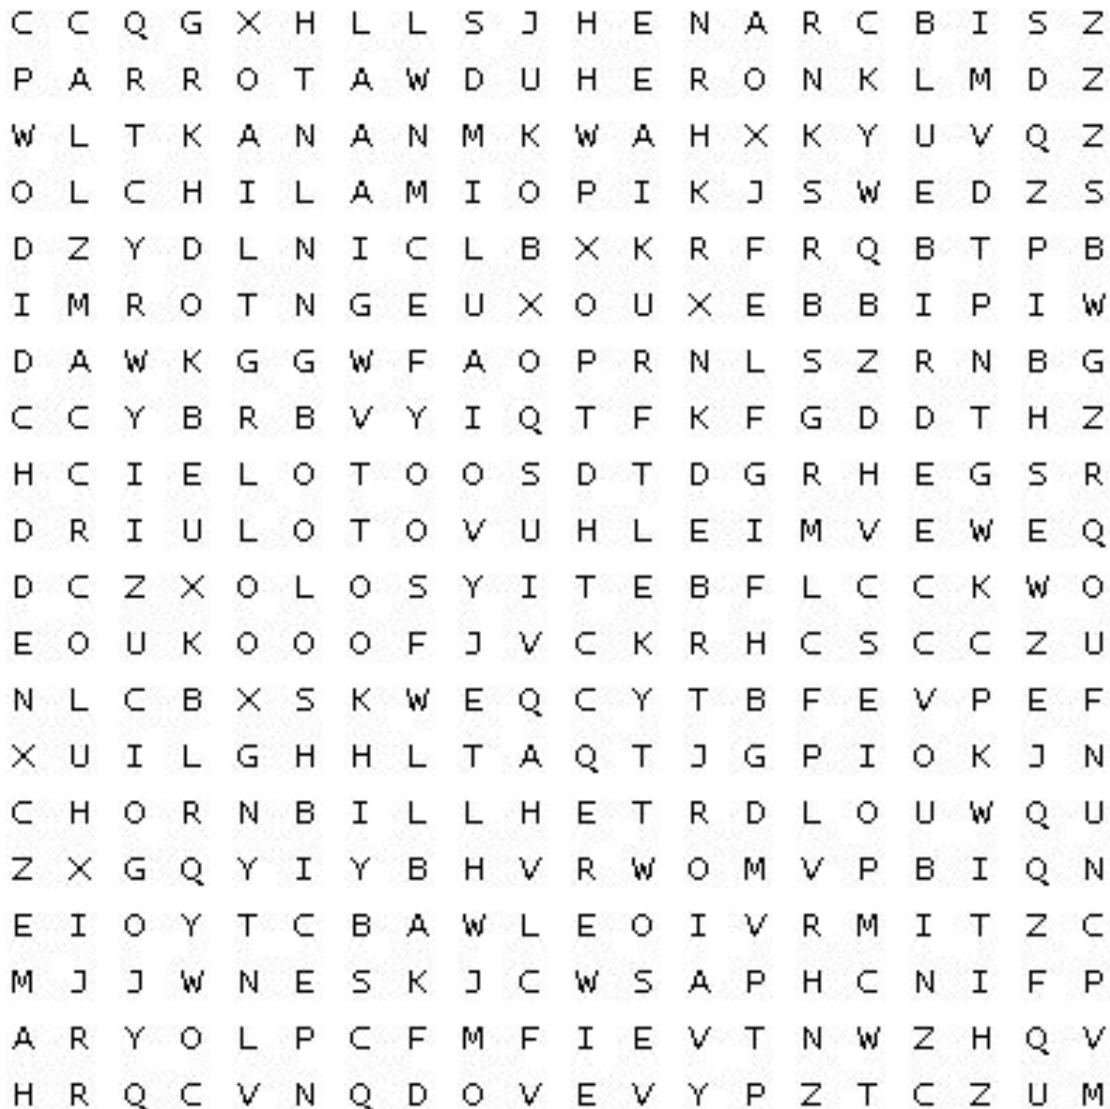 C C Q G X H L L S J H E N A R C B I S Z
P A R R O T A W D U H E R O N K L M D Z
W L T K A N A N M K W A H X K Y U V Q Z
O L C H I L A M I O P I K J S W E D Z S
D Z Y D L N I C L B X K R F R Q B T P B
I M R O T N G E U X O U X E B B I P I W
D A W K G G W F A O P R N L S Z R N B G
C C Y B R B V Y I Q T F K F G D D T H Z
H C I E L O T O O S D T D G R H E G S R
D R I U L O T O V U H L E I M V E W E Q
D C Z X O L O S Y I T E B F L C C K W O
E O U K O O O F J V C K R H C S C C Z U
N L C B X S K W E Q C Y T B F E V P E F
X U I L G H H L T A Q T J G P I O K J N
C H O R N B I L L H E T R D L O U W Q U
Z X G Q Y I Y B H V R W O M V P B I Q N
E I O Y T C B A W L E O I V R M I T Z C
M J J W N E S K J C W S A P H C N I F P
A R Y O L P C F M F I E V T N W Z H Q V
H R Q C V N Q D O V E V Y P Z T C Z U M